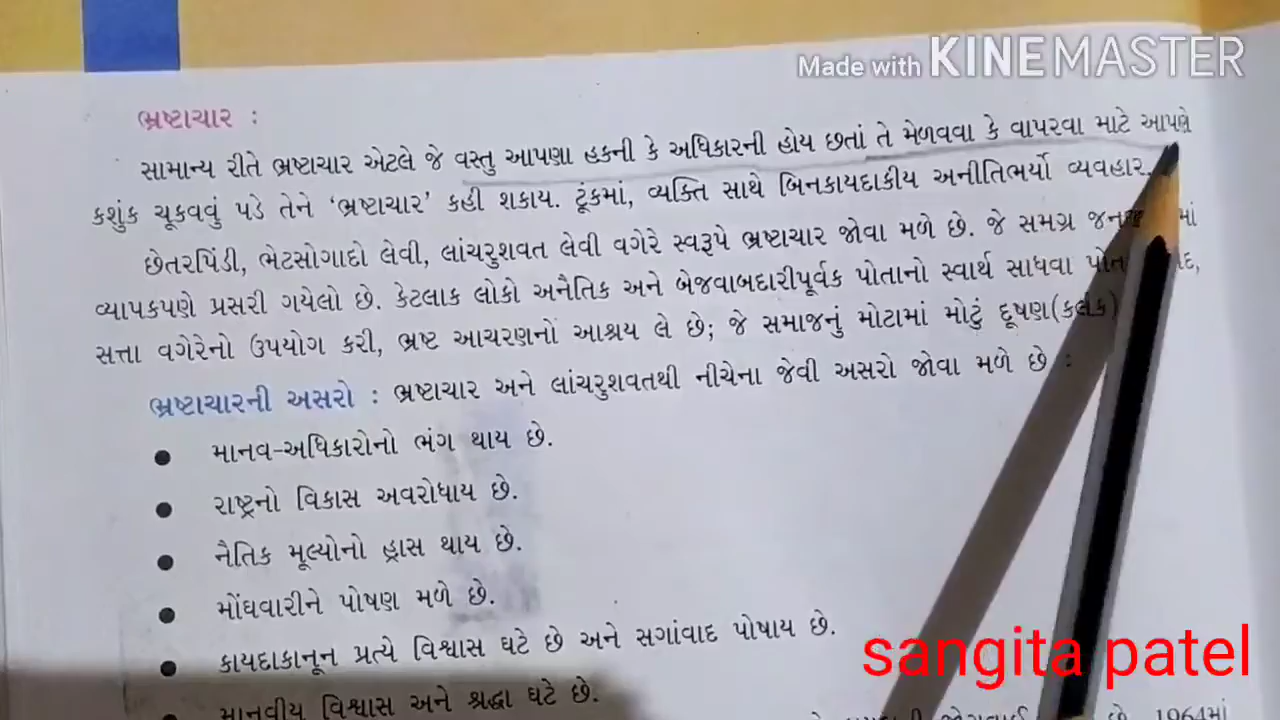 Made with KINEMASTER
ભ્રષ્ટાચાર :
સામાન્ય રીતે ભ્રષ્ટાચાર એટલે જે વસ્તુ આપણા હકની કે અધિકારની હોય છતાં તે મેળવવા કે વાપરવા માટે આપણે
કશુંક ચૂકવવું પડે તેને ‘ભ્રષ્ટાચાર’ કહી શકાય. ટૂંકમાં, વ્યક્તિ સાથે બિનકાયદાકીય અનીતિભર્યો વ્યવહાર.
છેતરપિંડી, ભેટસોગાદો લેવી, લાંચરુશવત લેવી વગેરે સ્વરૂપે ભ્રષ્ટાચાર જોવા મળે છે. જે સમગ્ર
વ્યાપકપણે પ્રસરી ગયેલો છે. કેટલાક લોકો અનૈતિક અને બેજવાબદારીપૂર્વક પોતાનો સ્વાર્થ સાધવા
સત્તા વગેરેનો ઉપયોગ કરી, ભ્રષ્ટ આચરણનો આશ્રય લે છે; જે સમાજનું મોટામાં મોટું દૂષણ(કલંક)
ભ્રષ્ટાચારની અસરો : ભ્રષ્ટાચાર અને લાંચરુશવતથી નીચેના જેવી અસરો જોવા મળે છે :
● માનવ-અધિકારોનો ભંગ થાય છે.
● રાષ્ટ્રનો વિકાસ અવરોધાય છે.
● નૈતિક મૂલ્યોનો હ્રાસ થાય છે.
● મોંઘવારીને પોષણ મળે છે.
● કાયદાકાનૂન પ્રત્યે વિશ્વાસ ઘટે છે અને સગાંવાદ પોષાય છે.
● માનવીય વિશ્વાસ અને શ્રદ્ધા ઘટે છે.
છે. 1964માં
sangita patel